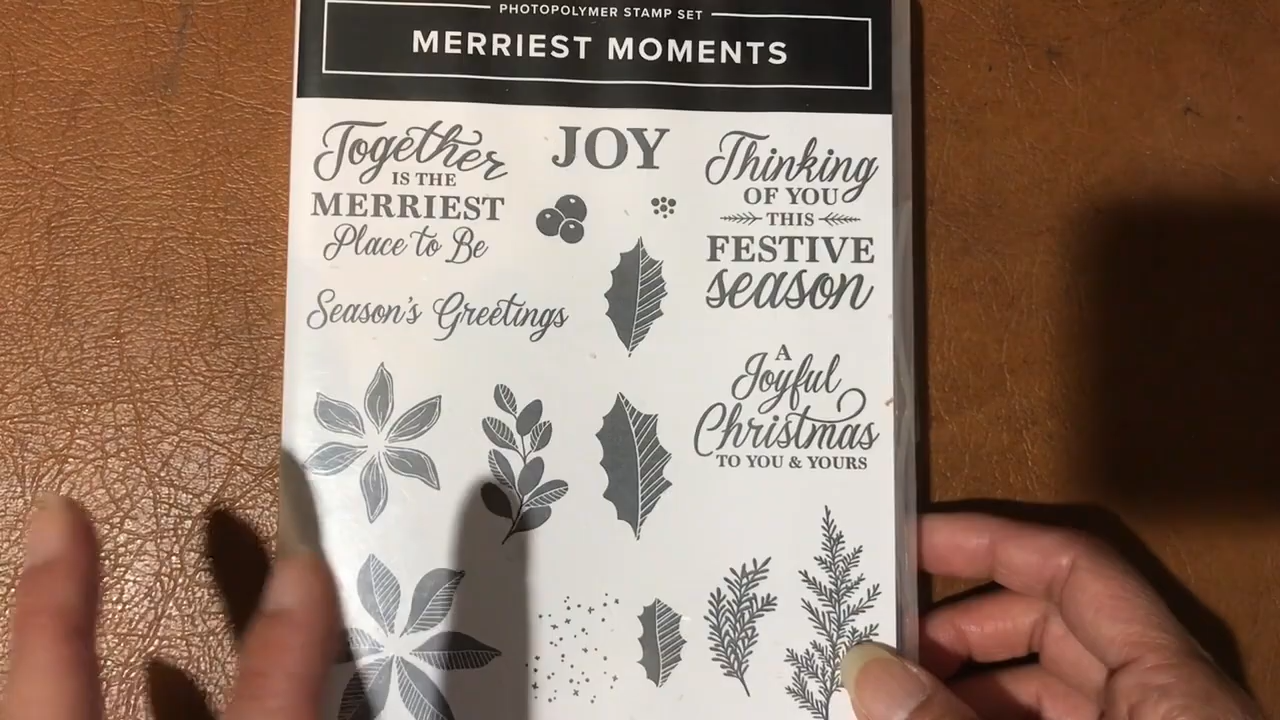 PHOTOPOLYMER STAMP SET
MERRIEST MOMENTS
Together
IS THE
MERRIEST
Place to Be
JOY
Thinking
OF YOU
THIS
FESTIVE
season
Season's Greetings
A
Joyful
Christmas
TO YOU & YOURS